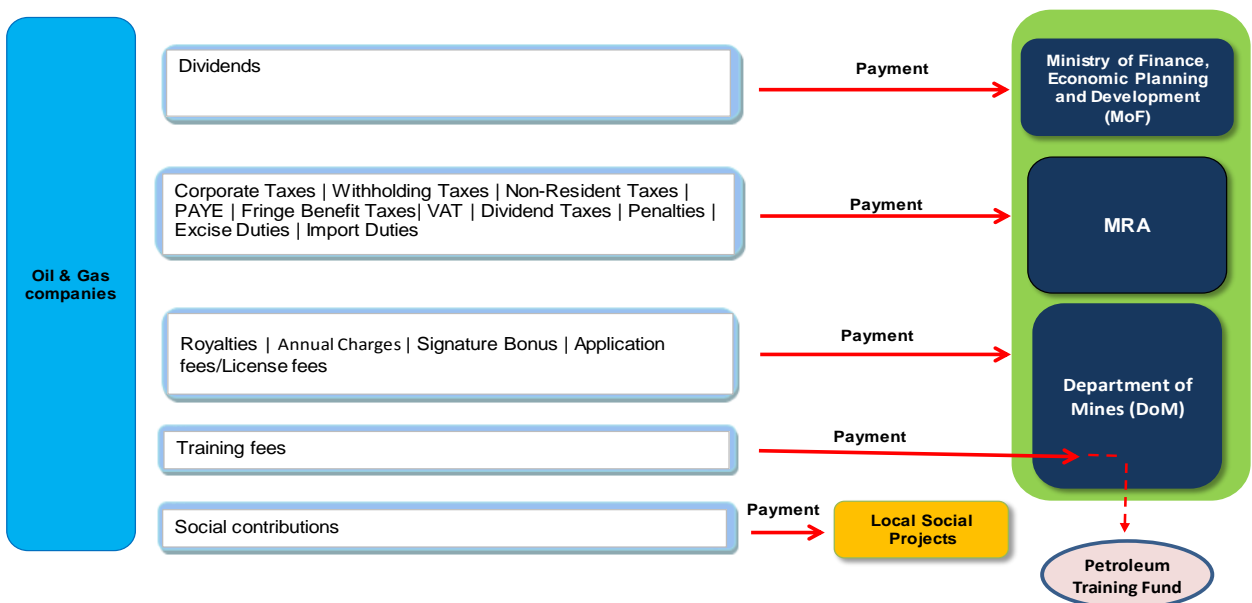 Oil & Gas
companies
Dividends
Payment
Ministry of Finance,
Economic Planning
and Development
(MoF)
Corporate Taxes | Withholding Taxes | Non-Resident Taxes |
PAYE | Fringe Benefit Taxes| VAT | Dividend Taxes | Penalties |
Excise Duties | Import Duties
Payment
MRA
Royalties | Annual Charges | Signature Bonus | Application
fees/License fees
Payment
Department of
Mines (DoM)
Training fees
Payment
Social contributions
Payment
Local Social
Projects
Petroleum
Training Fund